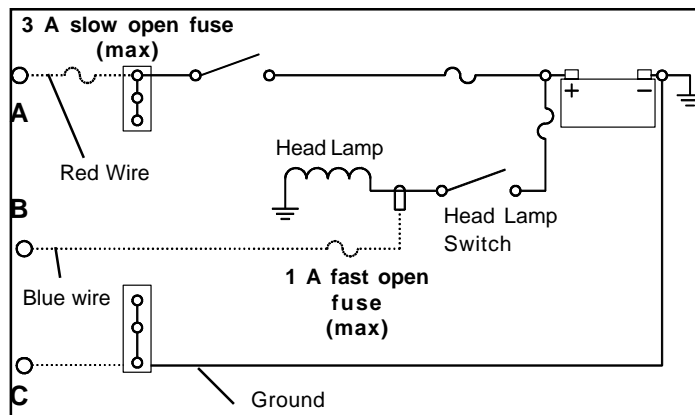 3 A slow open fuse
(max)
A
+ −
Red Wire
Head Lamp
B
Head Lamp
Switch
Blue wire
1 A fast open
fuse
(max)
C
Ground